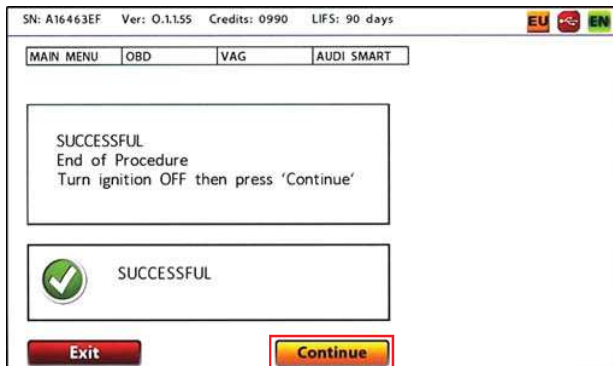 SN: A16463EF Ver: 0.1.1.55 Credits: 0990 LIFS: 90 days EU EN
MAIN MENU OBD VAG AUDI SMART
SUCCESSFUL
End of Procedure
Turn ignition OFF then press 'Continue'
SUCCESSFUL
Exit Continue